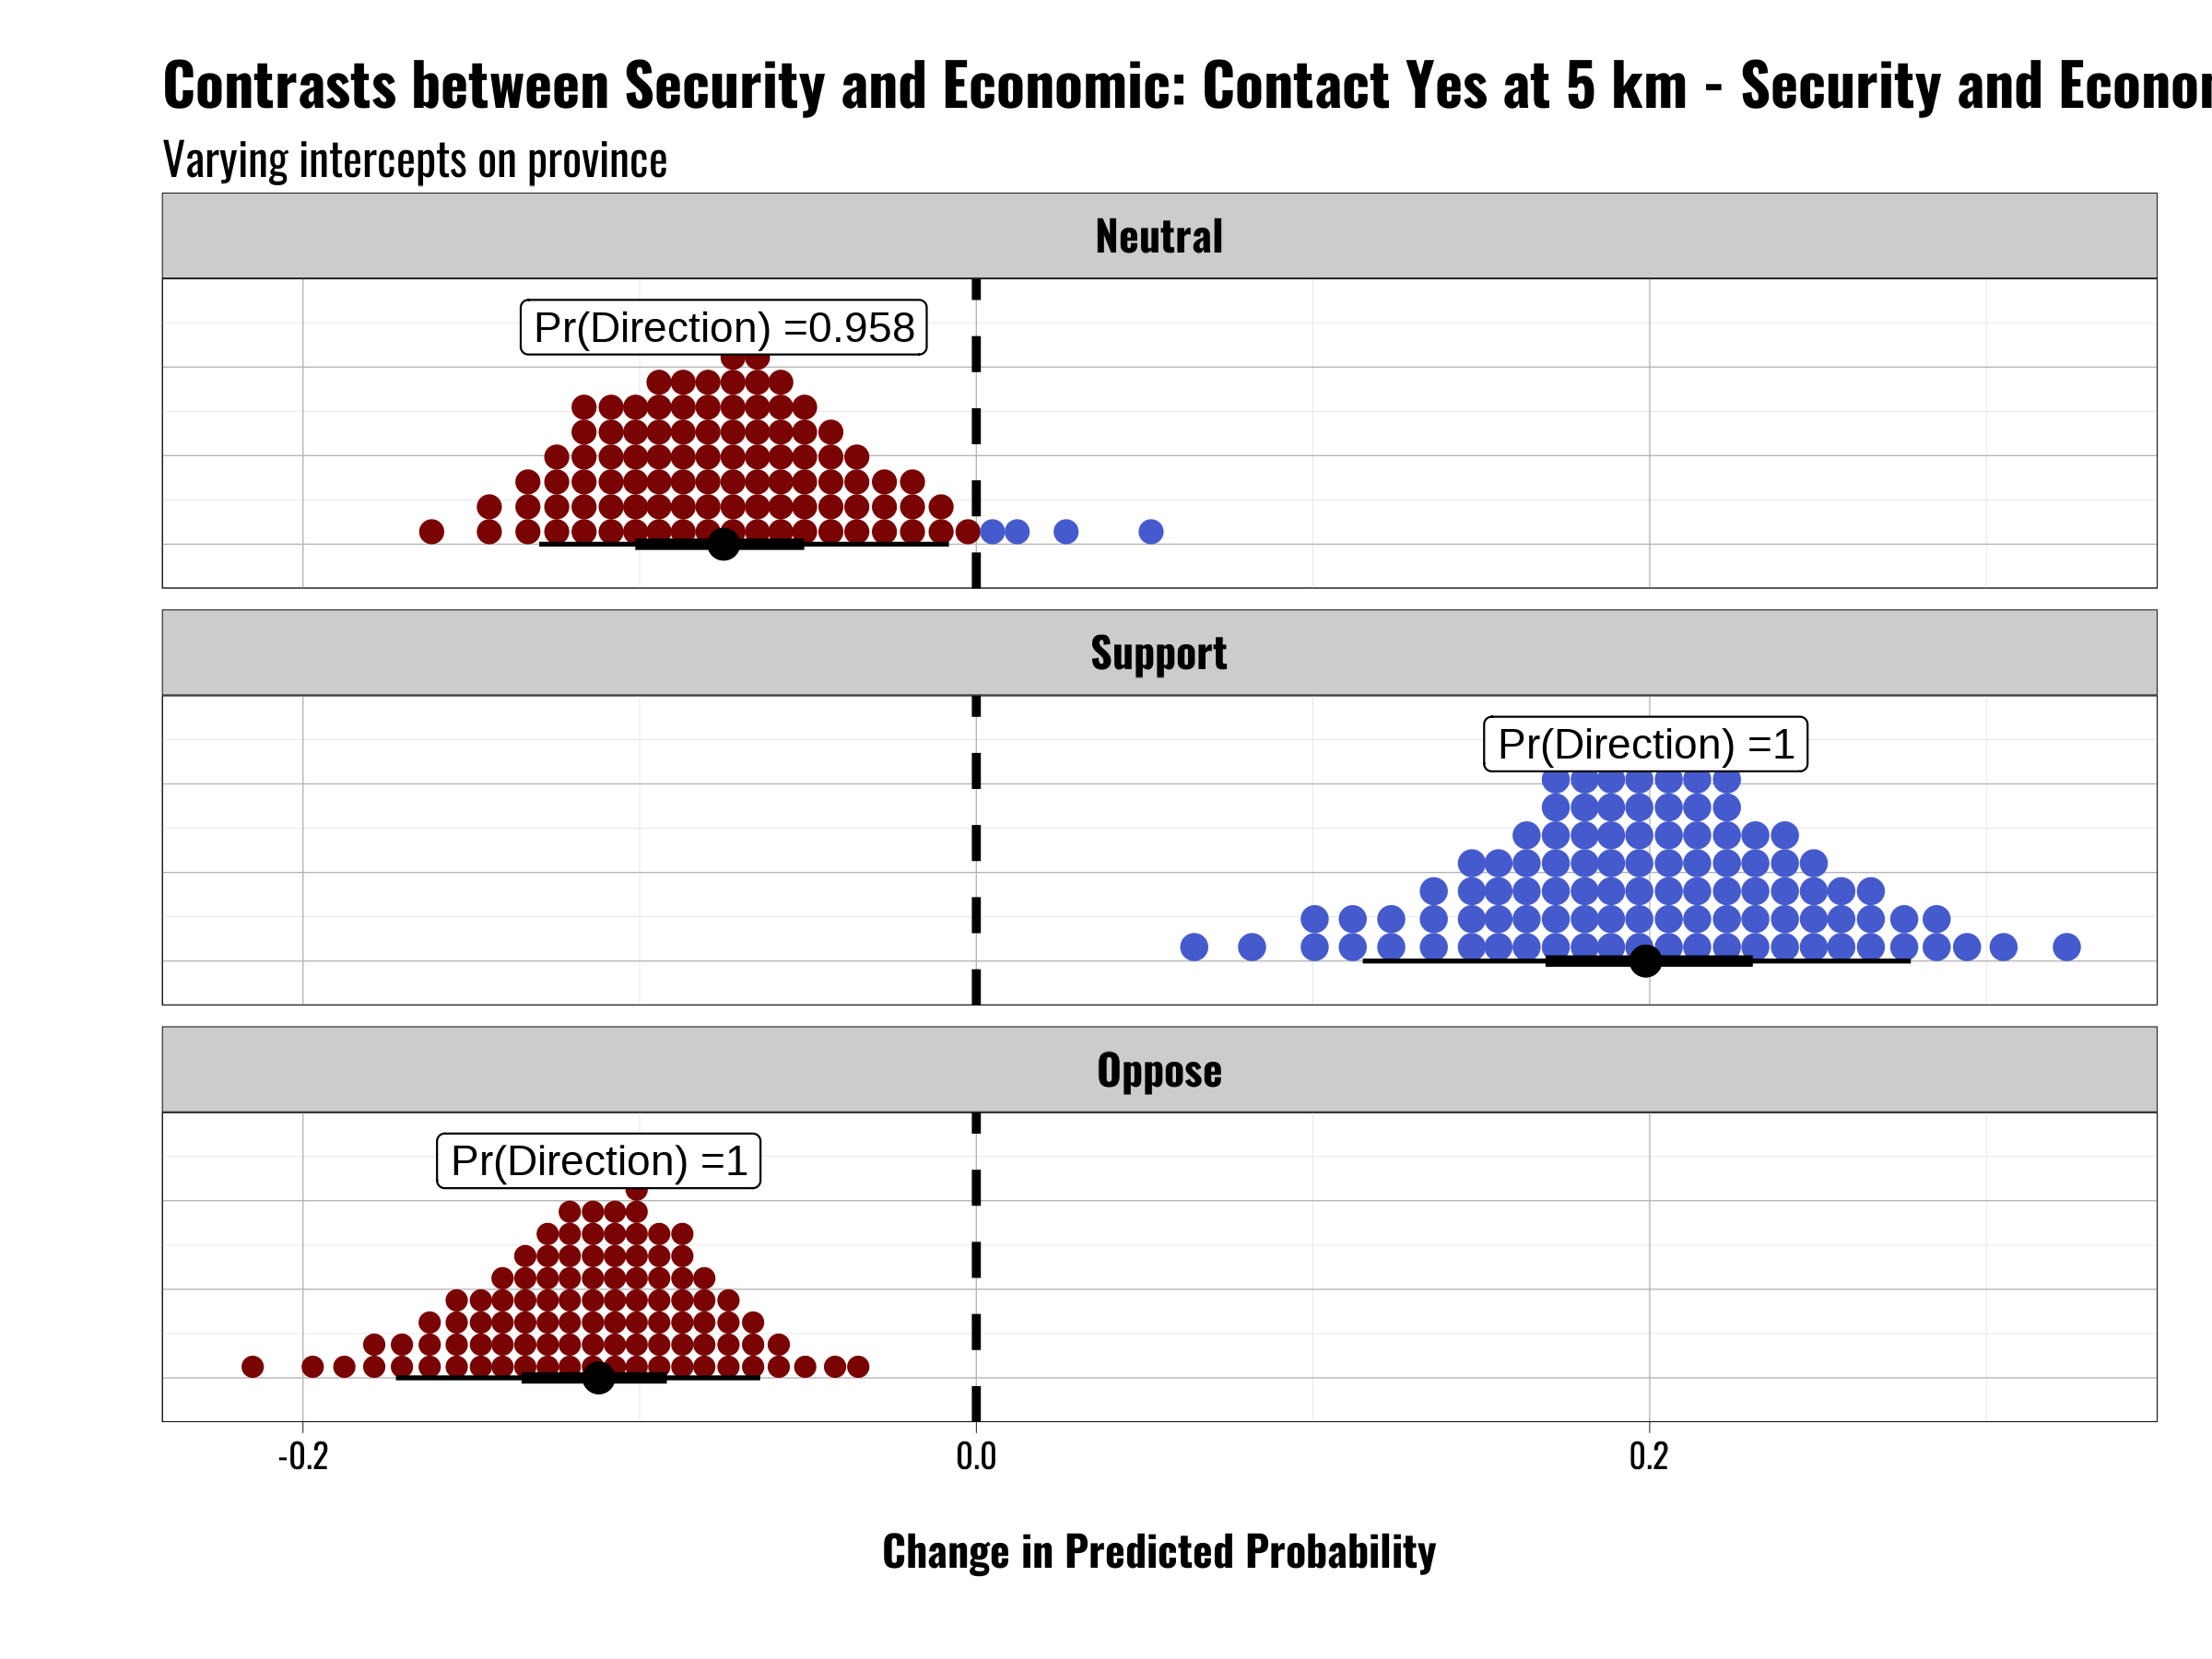 Contrasts between Security and Economic: Contact Yes at 5 km - Security and
Varying intercepts on province
Neutral
Pr(Direction) =0.958
Support
Pr(Direction) =1
Oppose
Pr(Direction) =1
-0.2 0.0 0.2
Change in Predicted Probability